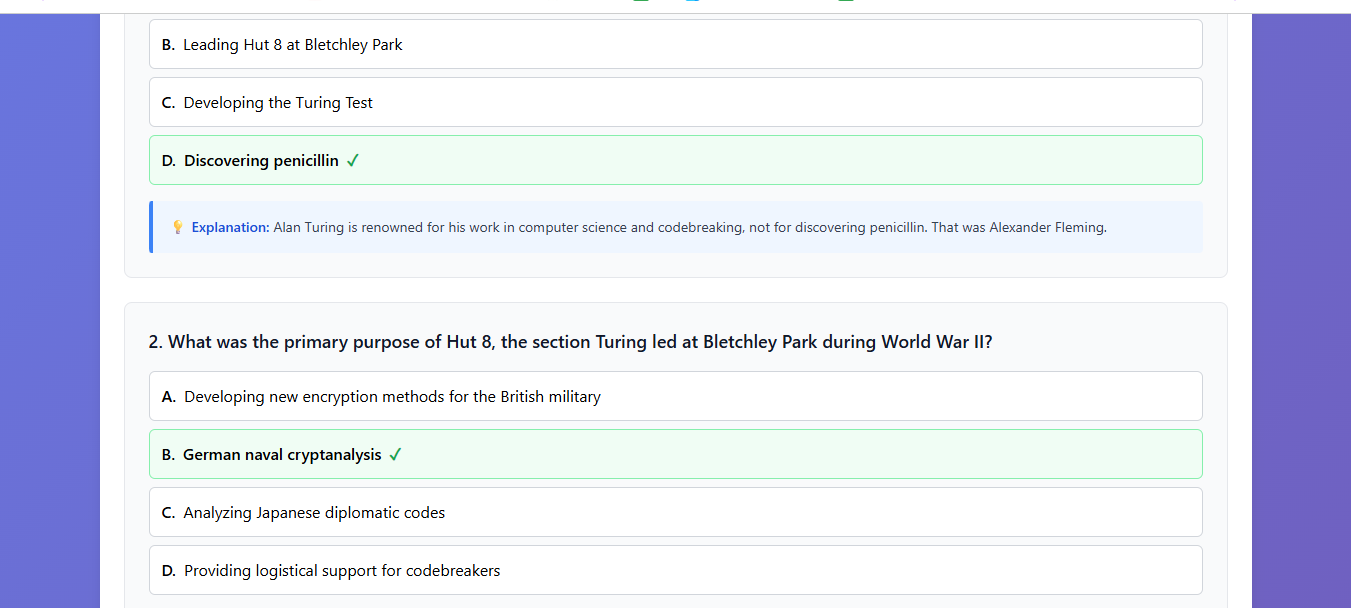 B. Leading Hut 8 at Bletchley Park
C. Developing the Turing Test
D. Discovering penicillin ✓
💡 Explanation: Alan Turing is renowned for his work in computer science and codebreaking, not for discovering penicillin. That was Alexander Fleming.
2. What was the primary purpose of Hut 8, the section Turing led at Bletchley Park during World War II?
A. Developing new encryption methods for the British military
B. German naval cryptanalysis ✓
C. Analyzing Japanese diplomatic codes
D. Providing logistical support for codebreakers